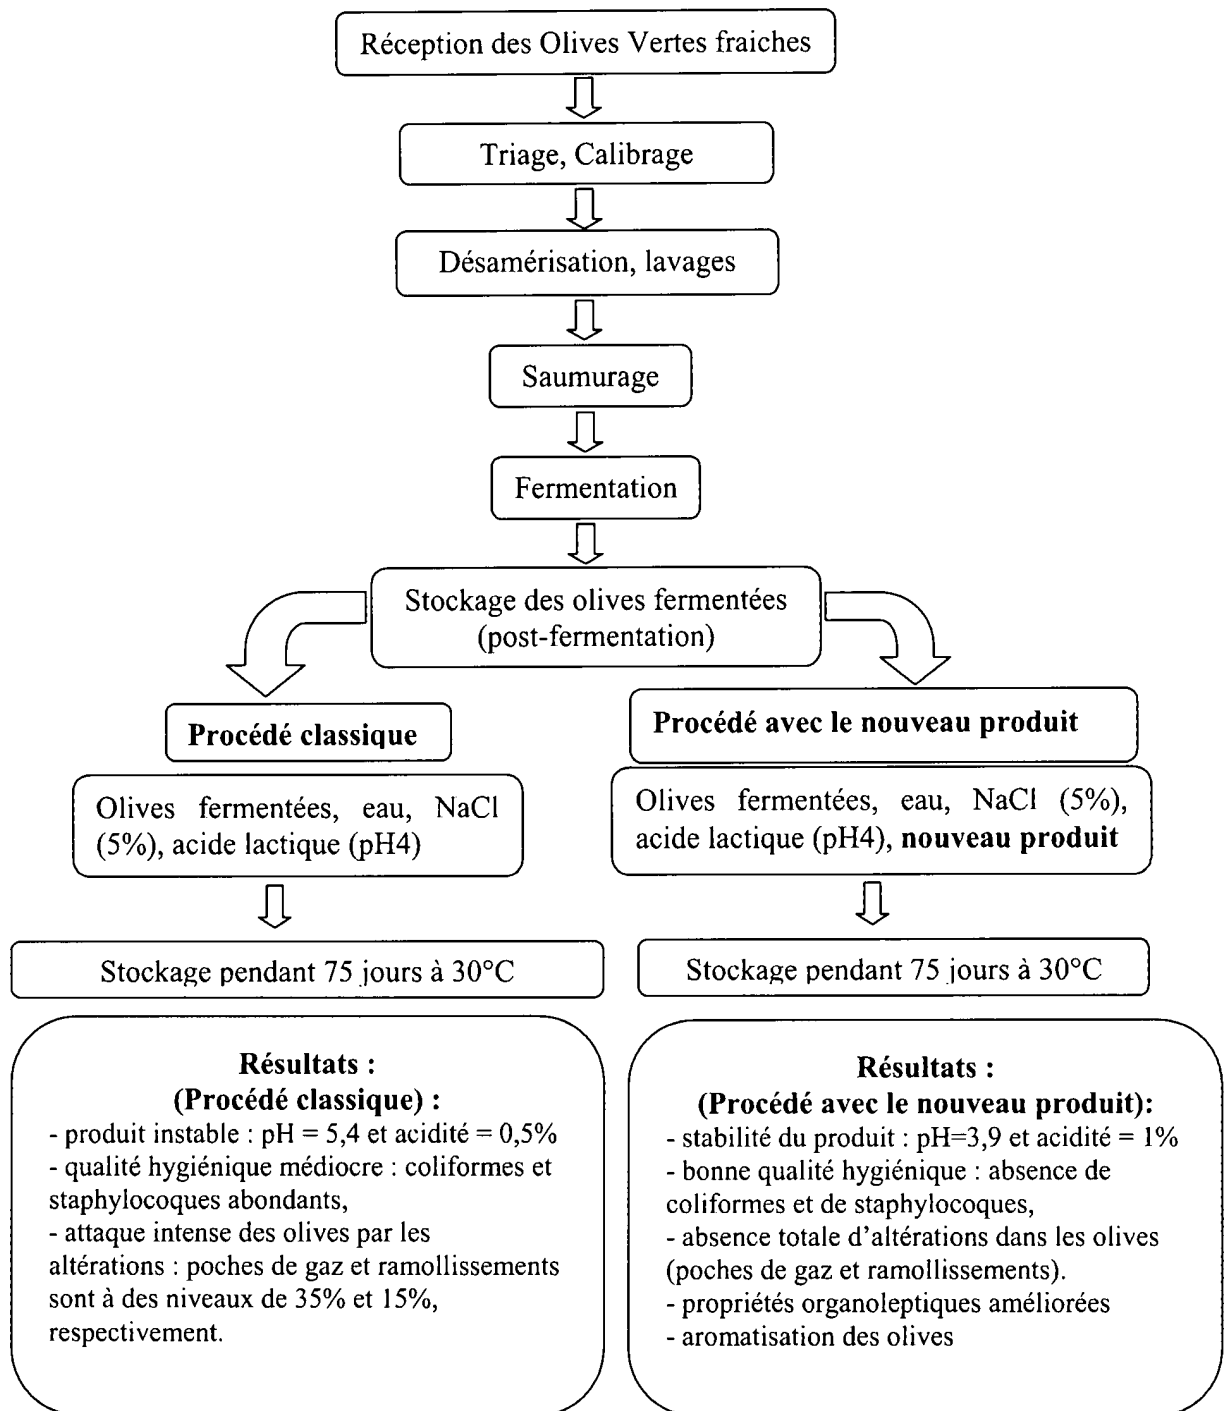 Réception des Olives Vertes fraiches
Triage, Calibrage
Désamérisation, lavages
Saumurage
Fermentation
Stockage des olives fermentées
(post-fermentation)
Procédé classique
Olives fermentées, eau, NaCl
(5%), acide lactique (pH4)
Stockage pendant 75 jours à 30°C
Résultats :
(Procédé classique) :
- produit instable : pH = 5,4 et acidité = 0,5%
- qualité hygiénique médiocre : coliformes et
staphylocoques abondants,
- attaque intense des olives par les
altérations : poches de gaz et ramollissements
sont à des niveaux de 35% et 15%,
respectivement.
Procédé avec le nouveau produit
Olives fermentées, eau, NaCl (5%),
acide lactique (pH4), nouveau produit
Stockage pendant 75 jours à 30°C
Résultats :
(Procédé avec le nouveau produit):
- stabilité du produit : pH=3,9 et acidité = 1%
- bonne qualité hygiénique : absence de
coliformes et de staphylocoques,
- absence totale d'altérations dans les olives
(poches de gaz et ramollissements).
- propriétés organoleptiques améliorées
- aromatisation des olives